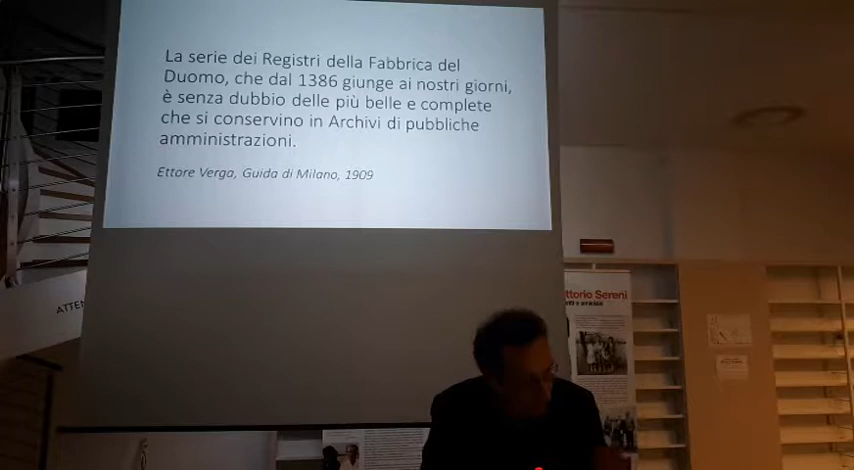 La serie dei Registri della Fabbrica del
Duomo, che dal 1386 giunge ai nostri giorni,
è senza dubbio delle più belle e complete
che si conservino in Archivi di pubbliche
amministrazioni.
Ettore Verga, Guida di Milano, 1909
ATTEN
ttorio Sereni